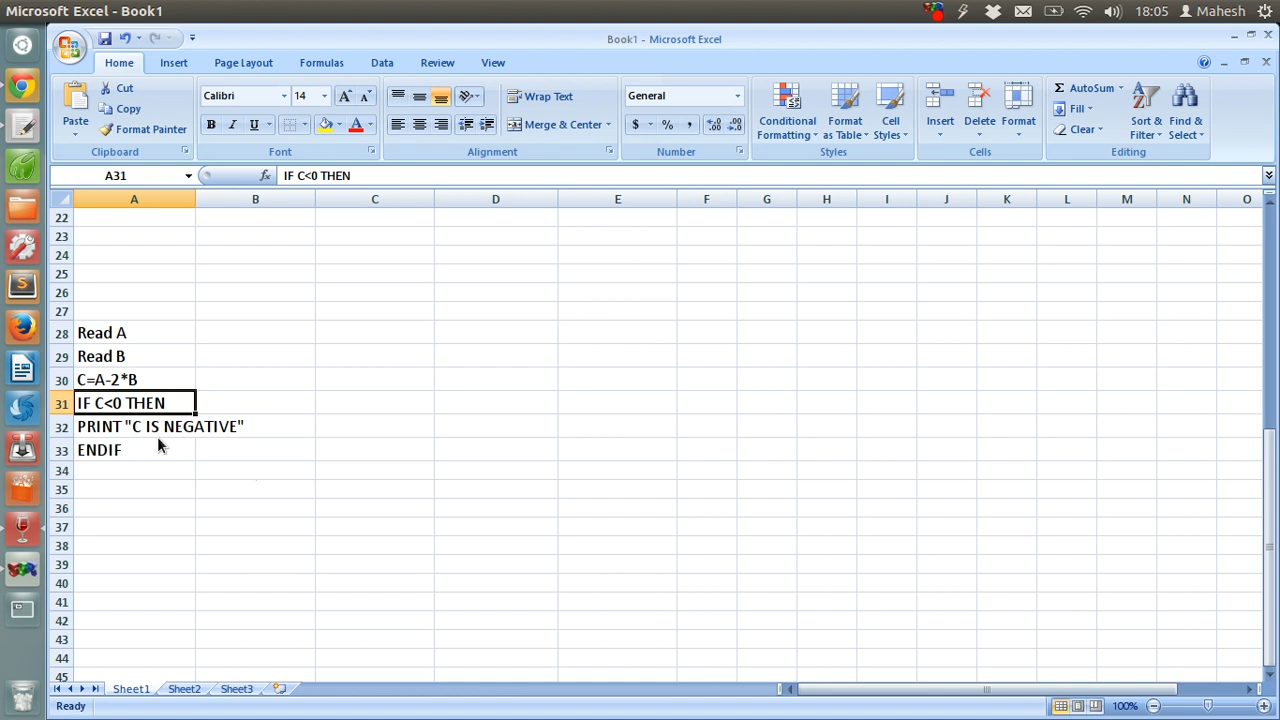 Microsoft Excel - Book1
18:05 Mahesh
Book1 - Microsoft Excel
Home Insert Page Layout Formulas Data Review View
Paste
Cut
Copy
Format Painter
Clipboard
Calibri 14
B I U
Font
Wrap Text
Merge & Center
Alignment
General
$ % ,
Number
Conditional Formatting
Format as Table
Cell Styles
Styles
Insert
Delete
Format
Cells
Σ AutoSum
Fill
Clear
Sort & Filter
Find & Select
Editing
A31 fx IF C<0 THEN
A B C D E F G H I J K L M N O
22
23
24
25
26
27
28 Read A
29 Read B
30 C=A-2*B
31 IF C<0 THEN
32 PRINT "C IS NEGATIVE"
33 ENDIF
34
35
36
37
38
39
40
41
42
43
44
45
Sheet1 Sheet2 Sheet3
Ready 100%